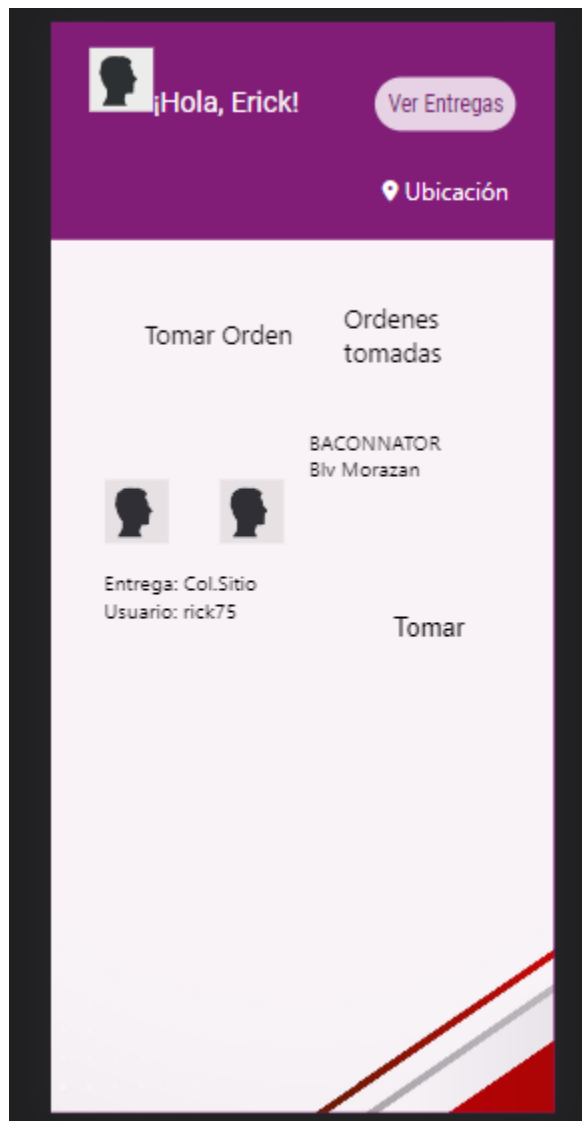 ¡Hola, Erick!
Ver Entregas
Ubicación
Tomar Orden
Ordenes
tomadas
BACONNATOR
Blv Morazan
Entrega: Col.Sitio
Usuario: rick75
Tomar